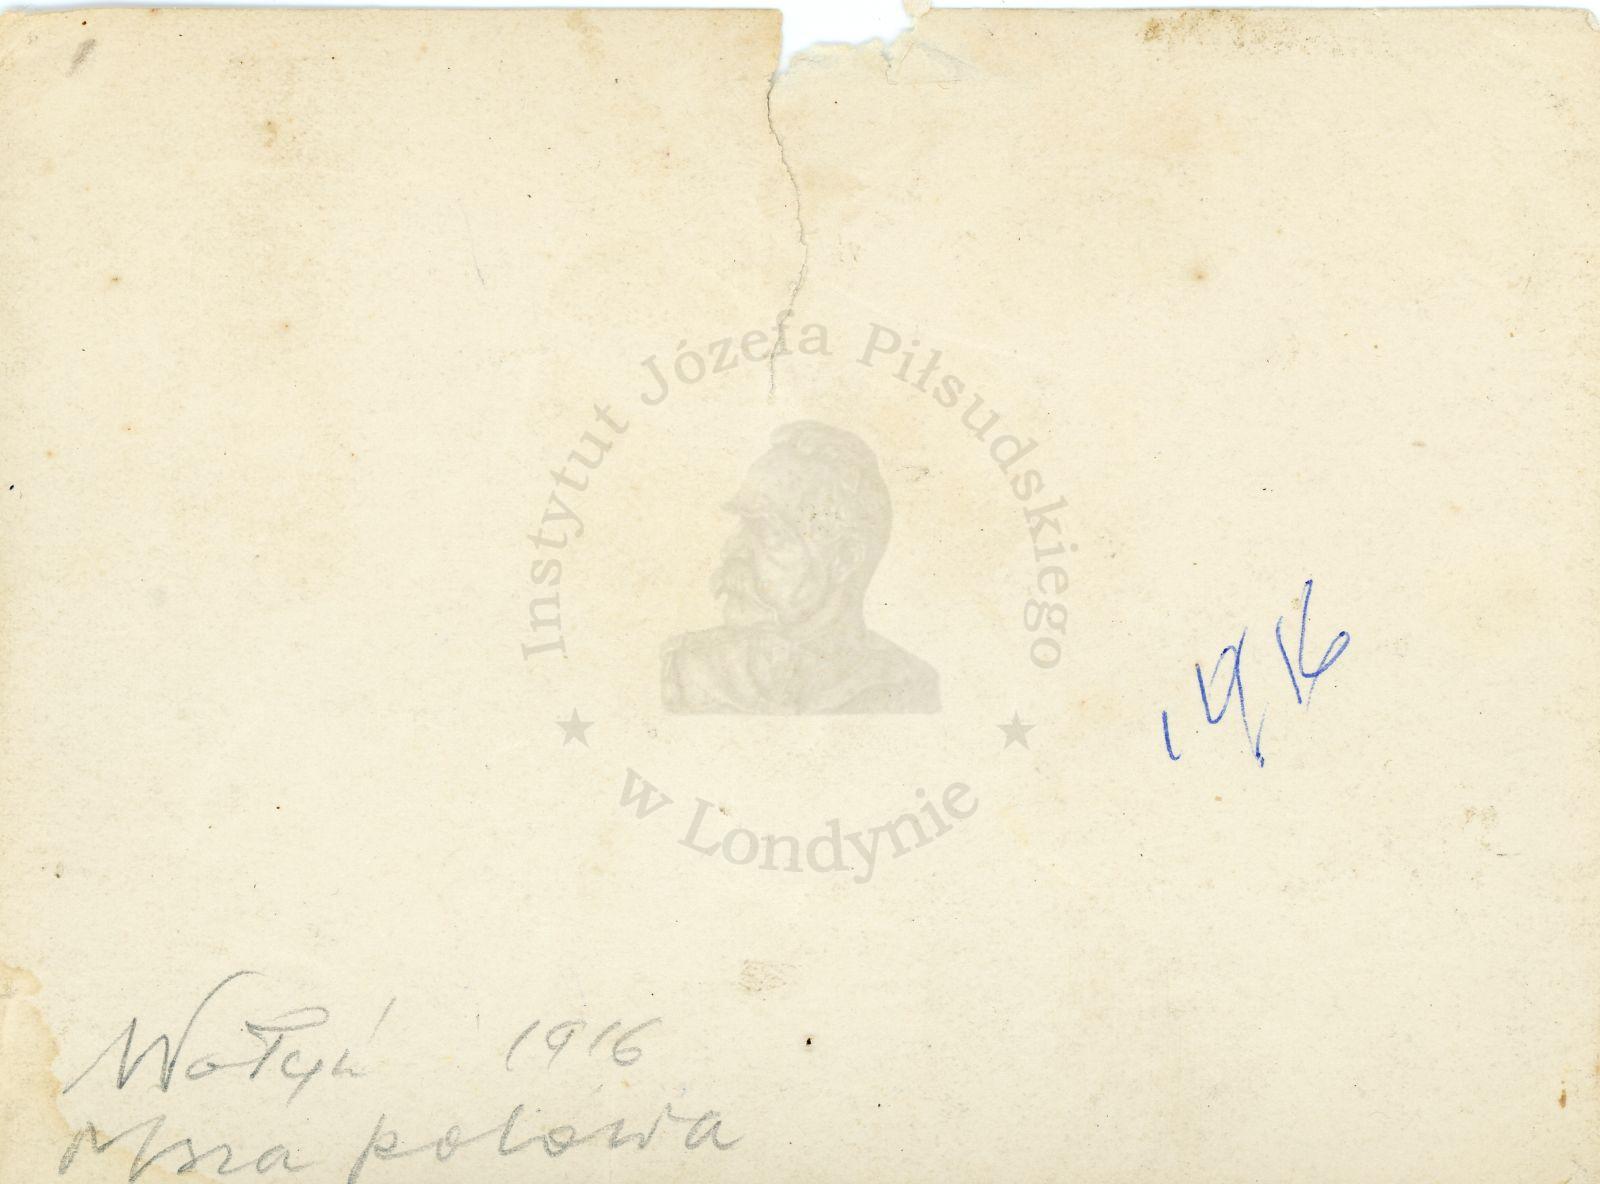 Instytut Józefa Piłsudskiego
w Londynie
1916
Wołyń 1916
Msza polowa